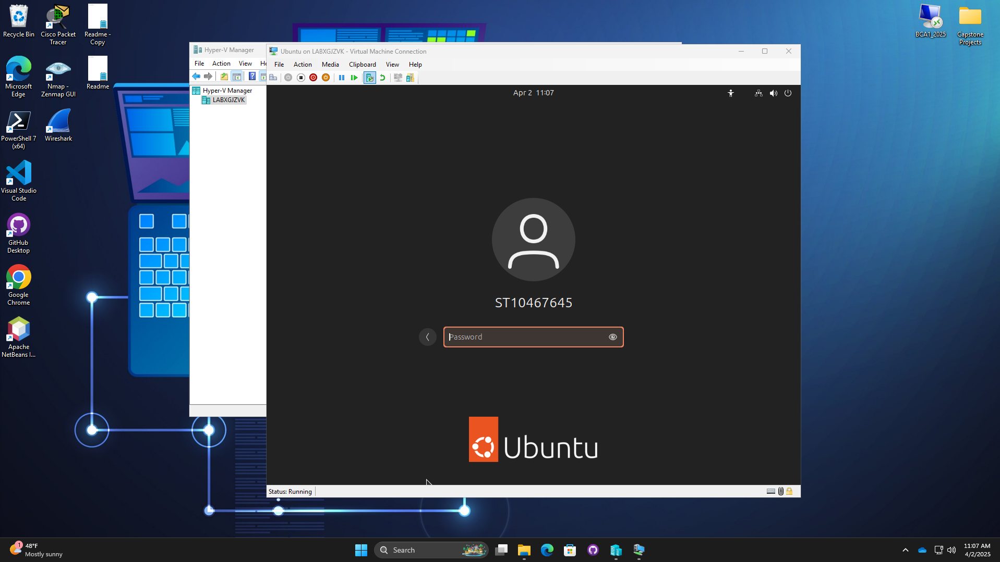 Recycle Bin
Cisco Packet
Tracer
Readme -
Copy
Microsoft
Edge
Nmap -
Zenmap GUI
Readme
PowerShell 7
(x64)
Wireshark
Visual Studio
Code
GitHub
Desktop
Google
Chrome
Apache
NetBeans I...
BCA1_2025
Capstone
Projects
Hyper-V Manager
File Action View He
Hyper-V Manager
LABXGJZVK
Ubuntu on LABXGJZVK - Virtual Machine Connection
File Action Media Clipboard View Help
Apr 2 11:07
ST10467645
Password
Ubuntu
Status: Running
1
48°F
Mostly sunny
Search
11:07 AM
4/2/2025